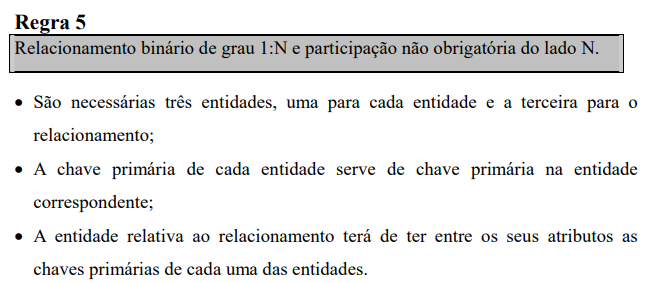 Regra 5
Relacionamento binário de grau 1:N e participação não obrigatória do lado N.
• São necessárias três entidades, uma para cada entidade e a terceira para o
relacionamento;
• A chave primária de cada entidade serve de chave primária na entidade
correspondente;
• A entidade relativa ao relacionamento terá de ter entre os seus atributos as
chaves primárias de cada uma das entidades.